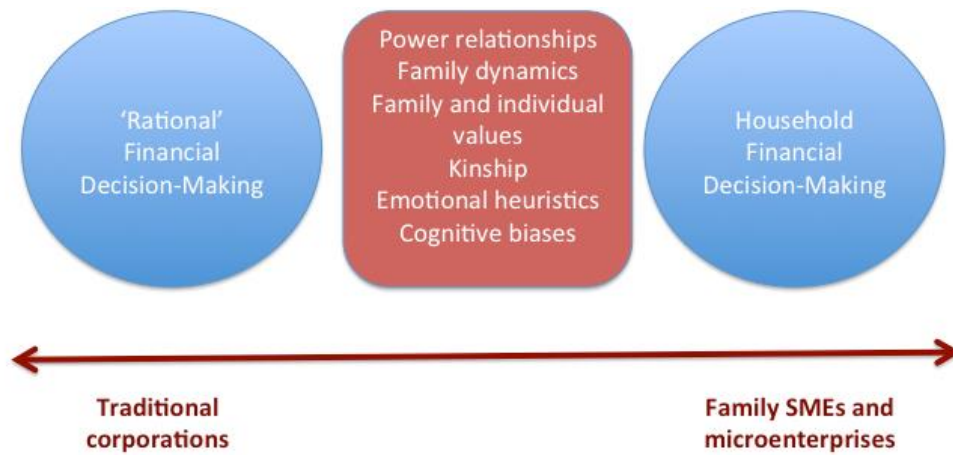 ‘Rational’
Financial
Decision-Making
Power relationships
Family dynamics
Family and individual
values
Kinship
Emotional heuristics
Cognitive biases
Household
Financial
Decision-Making
Traditional
corporations
Family SMEs and
microenterprises